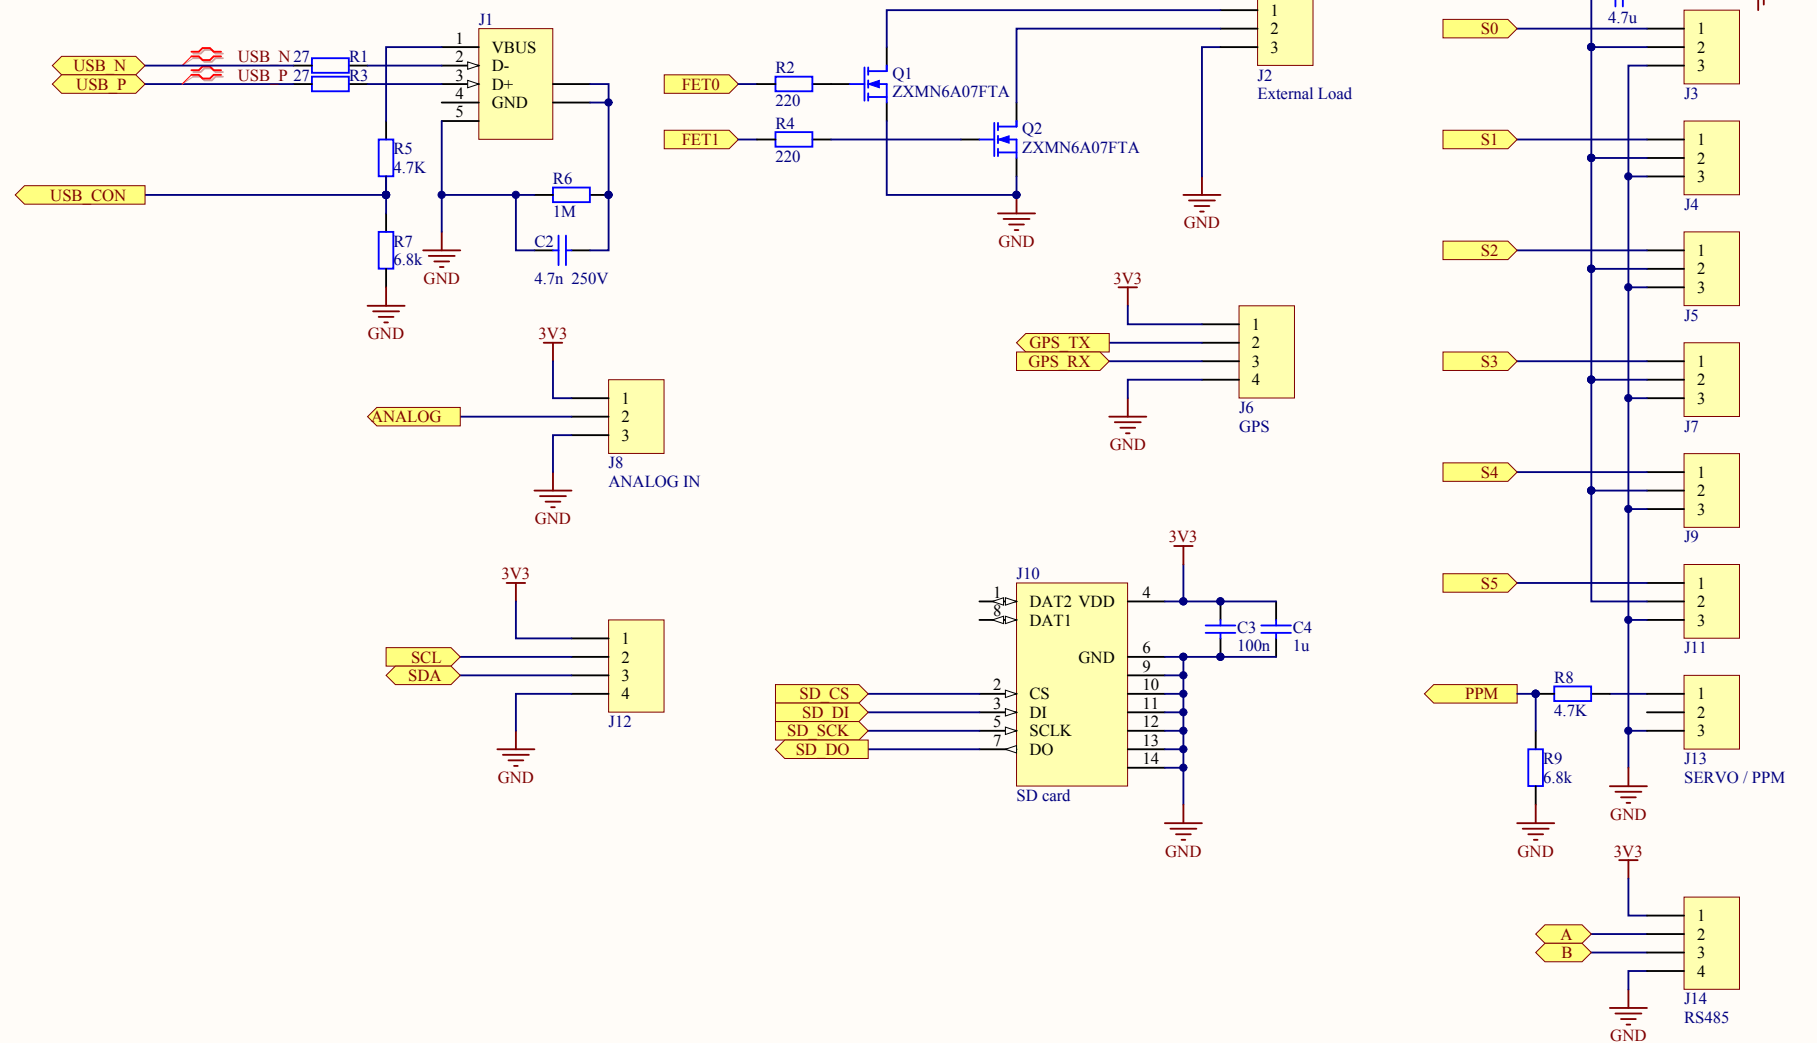 J1
1 VBUS
2 D-
3 D+
4 GND
5
USB_N
USB_P
USB_N 27 R1
USB_P 27 R3
R5
4.7K
USB_CON
R6
1M
R7
6.8k
C2
4.7n 250V
GND
GND
FET0
R2
220
Q1
ZXMN6A07FTA
FET1
R4
220
Q2
ZXMN6A07FTA
GND
GND
1
2
3
J2
External Load
3V3
GPS_TX
GPS_RX
1
2
3
4
J6
GPS
GND
3V3
ANALOG
1
2
3
J8
ANALOG IN
GND
3V3
SCL
SDA
1
2
3
4
J12
GND
J10
1 DAT2 VDD 4
8 DAT1
GND 6
9
2 CS 10
3 DI 11
5 SCLK 12
7 DO 13
14
SD card
SD_CS
SD_DI
SD_SCK
SD_DO
3V3
C3
100n
C4
1u
GND
4.7u
S0
1
2
3
J3
S1
1
2
3
J4
S2
1
2
3
J5
S3
1
2
3
J7
S4
1
2
3
J9
S5
1
2
3
J11
PPM
R8
4.7K
1
2
3
J13
SERVO / PPM
R9
6.8k
GND
GND
3V3
A
B
1
2
3
4
J14
RS485
GND